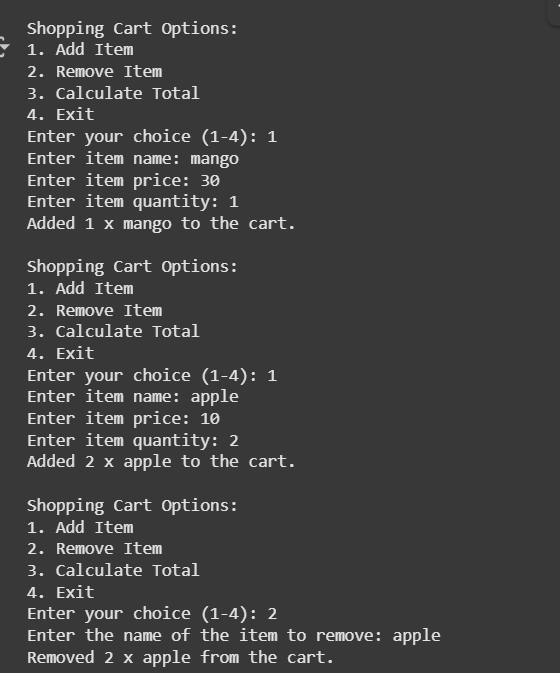 Shopping Cart Options:
1. Add Item
2. Remove Item
3. Calculate Total
4. Exit
Enter your choice (1-4): 1
Enter item name: mango
Enter item price: 30
Enter item quantity: 1
Added 1 x mango to the cart.
Shopping Cart Options:
1. Add Item
2. Remove Item
3. Calculate Total
4. Exit
Enter your choice (1-4): 1
Enter item name: apple
Enter item price: 10
Enter item quantity: 2
Added 2 x apple to the cart.
Shopping Cart Options:
1. Add Item
2. Remove Item
3. Calculate Total
4. Exit
Enter your choice (1-4): 2
Enter the name of the item to remove: apple
Removed 2 x apple from the cart.